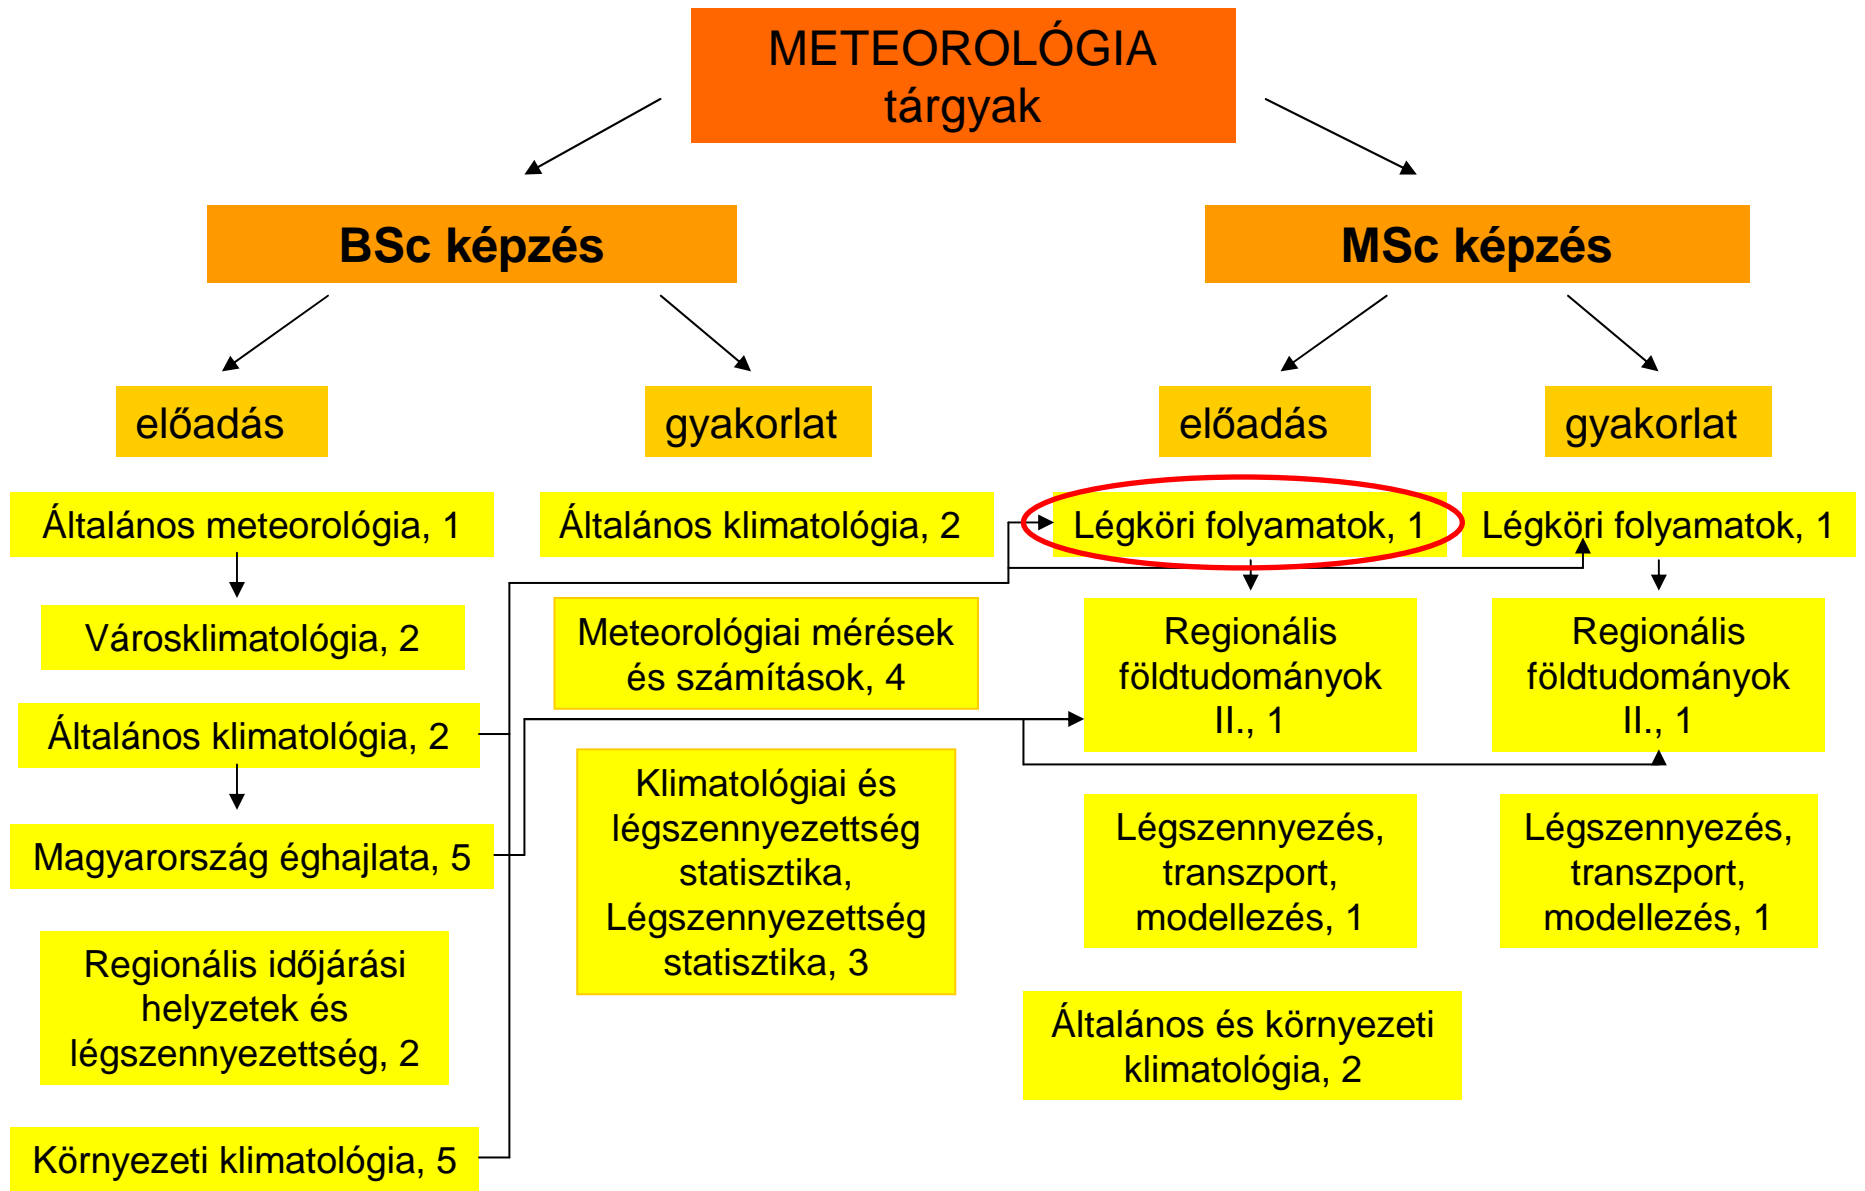 METEOROLÓGIA
tárgyak
BSc képzés
MSc képzés
előadás
gyakorlat
előadás
gyakorlat
Általános meteorológia, 1
Városklimatológia, 2
Általános klimatológia, 2
Magyarország éghajlata, 5
Regionális időjárási
helyzetek és
légszennyezettség, 2
Környezeti klimatológia, 5
Általános klimatológia, 2
Meteorológiai mérések
és számítások, 4
Klimatológiai és
légszennyezettség
statisztika,
Légszennyezettség
statisztika, 3
Légköri folyamatok, 1
Regionális
földtudományok
II., 1
Légszennyezés,
transzport,
modellezés, 1
Általános és környezeti
klimatológia, 2
Légköri folyamatok, 1
Regionális
földtudományok
II., 1
Légszennyezés,
transzport,
modellezés, 1